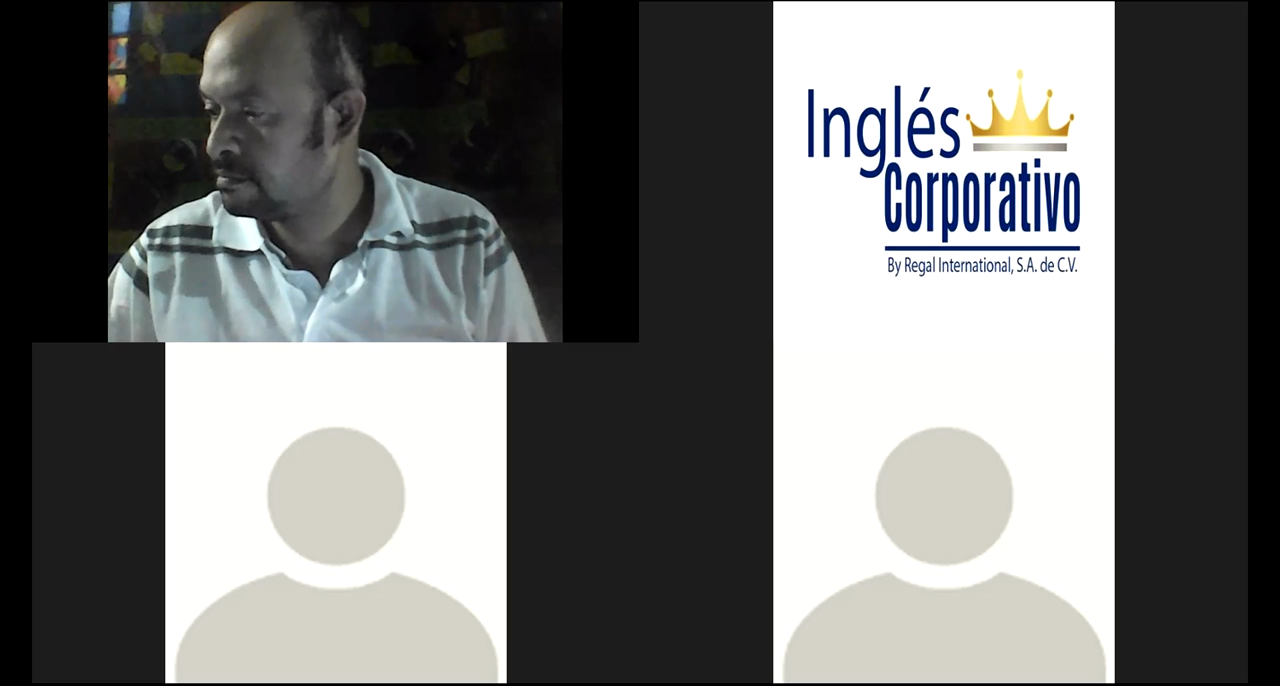 Inglés
Corporativo
By Regal International, S.A. de C.V.